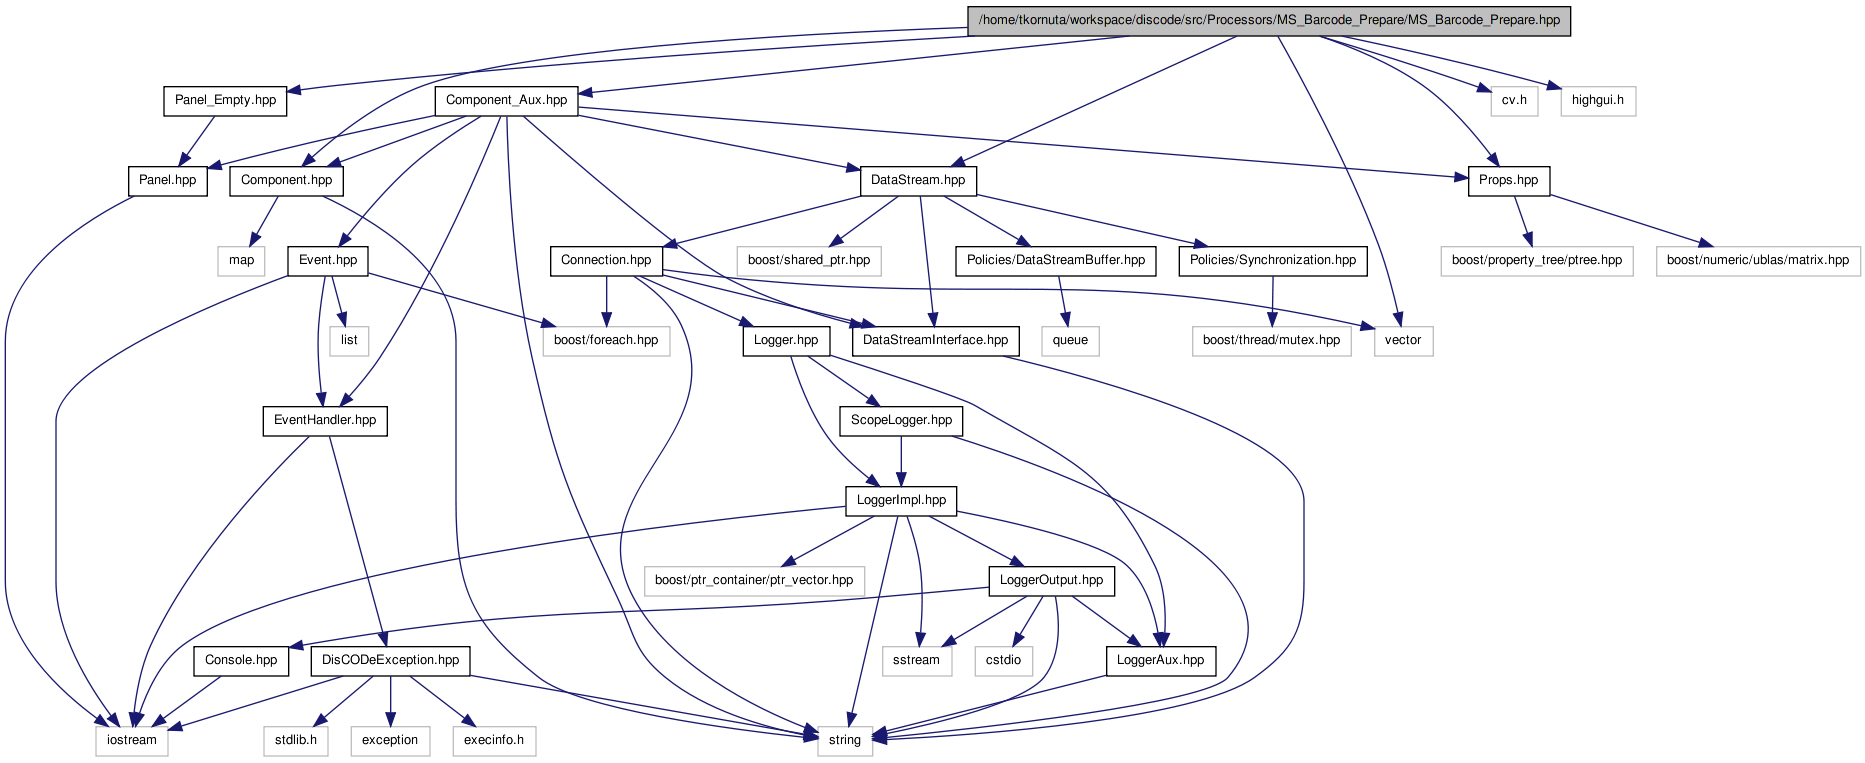 /home/tkornuta/workspace/discode/src/Processors/MS_Barcode_Prepare/MS_Barcode_Prepare.hpp
Panel_Empty.hpp
Component_Aux.hpp
cv.h
highgui.h
Panel.hpp
Component.hpp
DataStream.hpp
Props.hpp
map
Event.hpp
Connection.hpp
boost/shared_ptr.hpp
Policies/DataStreamBuffer.hpp
Policies/Synchronization.hpp
boost/property_tree/ptree.hpp
boost/numeric/ublas/matrix.hpp
list
boost/foreach.hpp
Logger.hpp
DataStreamInterface.hpp
queue
boost/thread/mutex.hpp
vector
EventHandler.hpp
ScopeLogger.hpp
LoggerImpl.hpp
boost/ptr_container/ptr_vector.hpp
LoggerOutput.hpp
Console.hpp
DisCODeException.hpp
sstream
cstdio
LoggerAux.hpp
iostream
stdlib.h
exception
execinfo.h
string